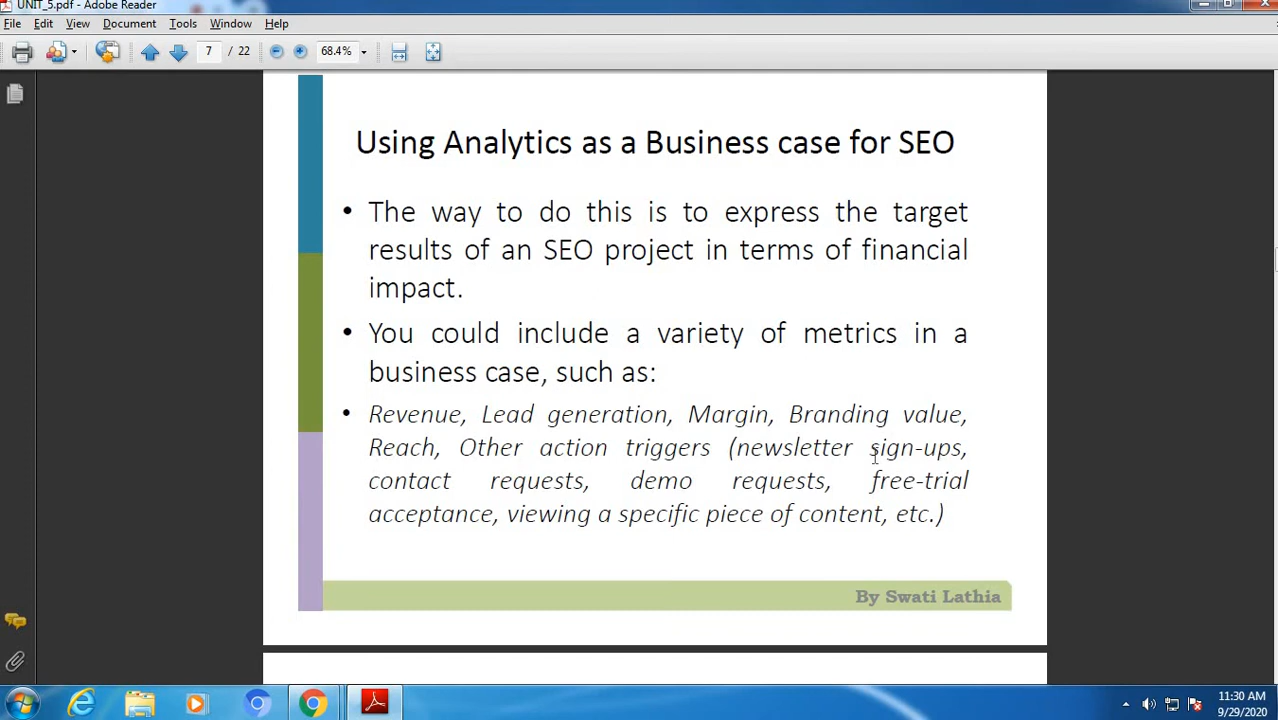 UNIT_5.pdf - Adobe Reader
File Edit View Document Tools Window Help
7 / 22 68.4%
Using Analytics as a Business case for SEO
• The way to do this is to express the target
results of an SEO project in terms of financial
impact.
• You could include a variety of metrics in a
business case, such as:
• Revenue, Lead generation, Margin, Branding value,
Reach, Other action triggers (newsletter sign-ups,
contact requests, demo requests, free-trial
acceptance, viewing a specific piece of content, etc.)
By Swati Lathia
11:30 AM
9/29/2020